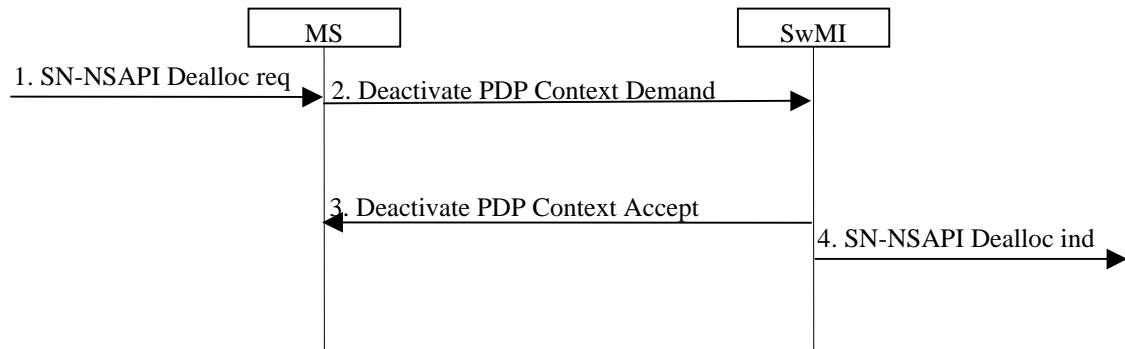 MS
SwMI
1. SN-NSAPI Dealloc req
2. Deactivate PDP Context Demand
3. Deactivate PDP Context Accept
4. SN-NSAPI Dealloc ind